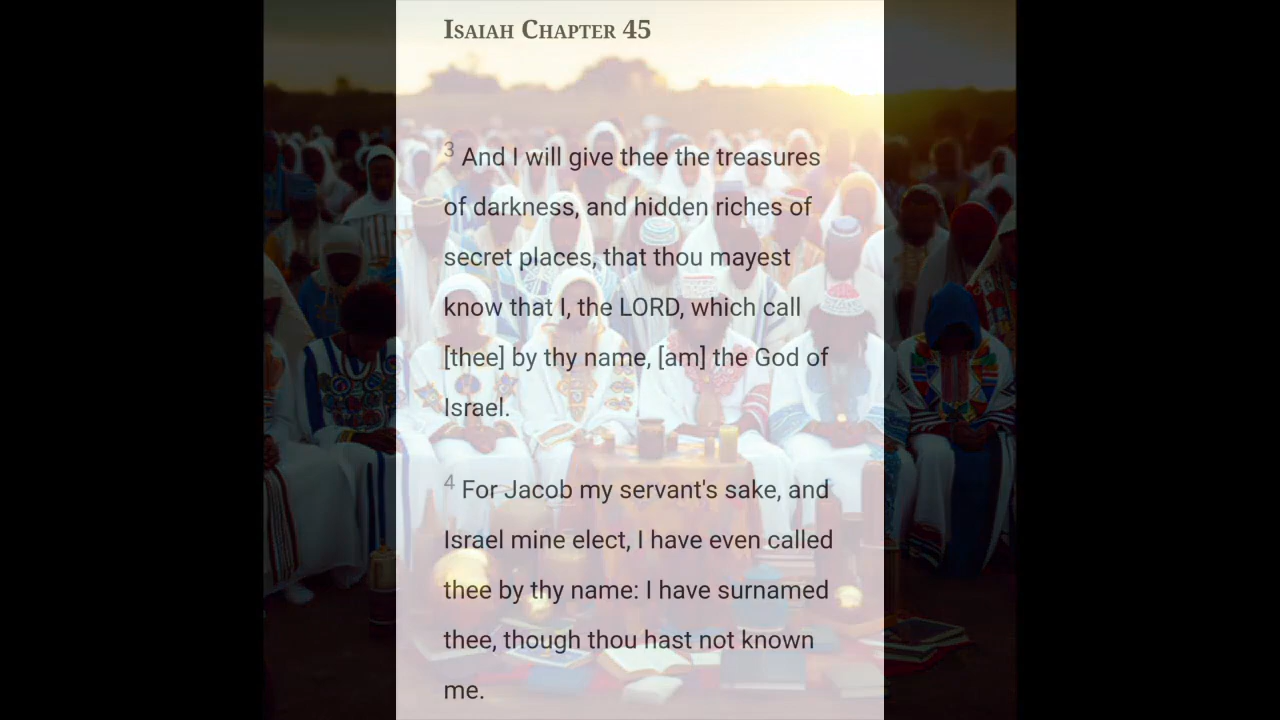 Isaiah Chapter 45
3 And I will give thee the treasures
of darkness, and hidden riches of
secret places, that thou mayest
know that I, the LORD, which call
[thee] by thy name, [am] the God of
Israel.
4 For Jacob my servant's sake, and
Israel mine elect, I have even called
thee by thy name: I have surnamed
thee, though thou hast not known
me.